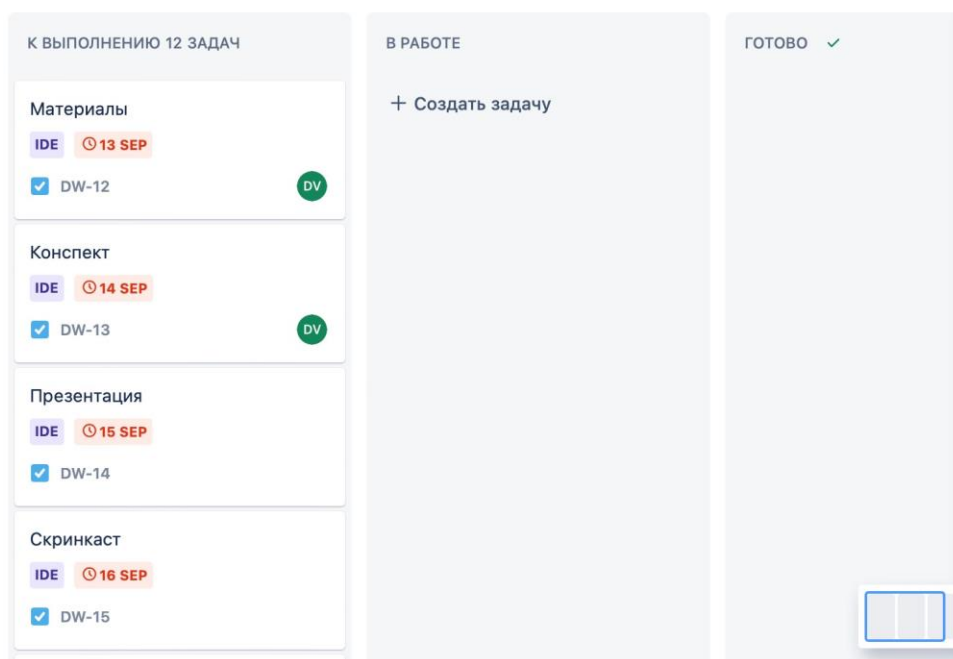 К ВЫПОЛНЕНИЮ 12 ЗАДАЧ
Материалы
IDE 13 SEP
DW-12 DV
Конспект
IDE 14 SEP
DW-13 DV
Презентация
IDE 15 SEP
DW-14
Скринкаст
IDE 16 SEP
DW-15
В РАБОТЕ
+ Создать задачу
ГОТОВО